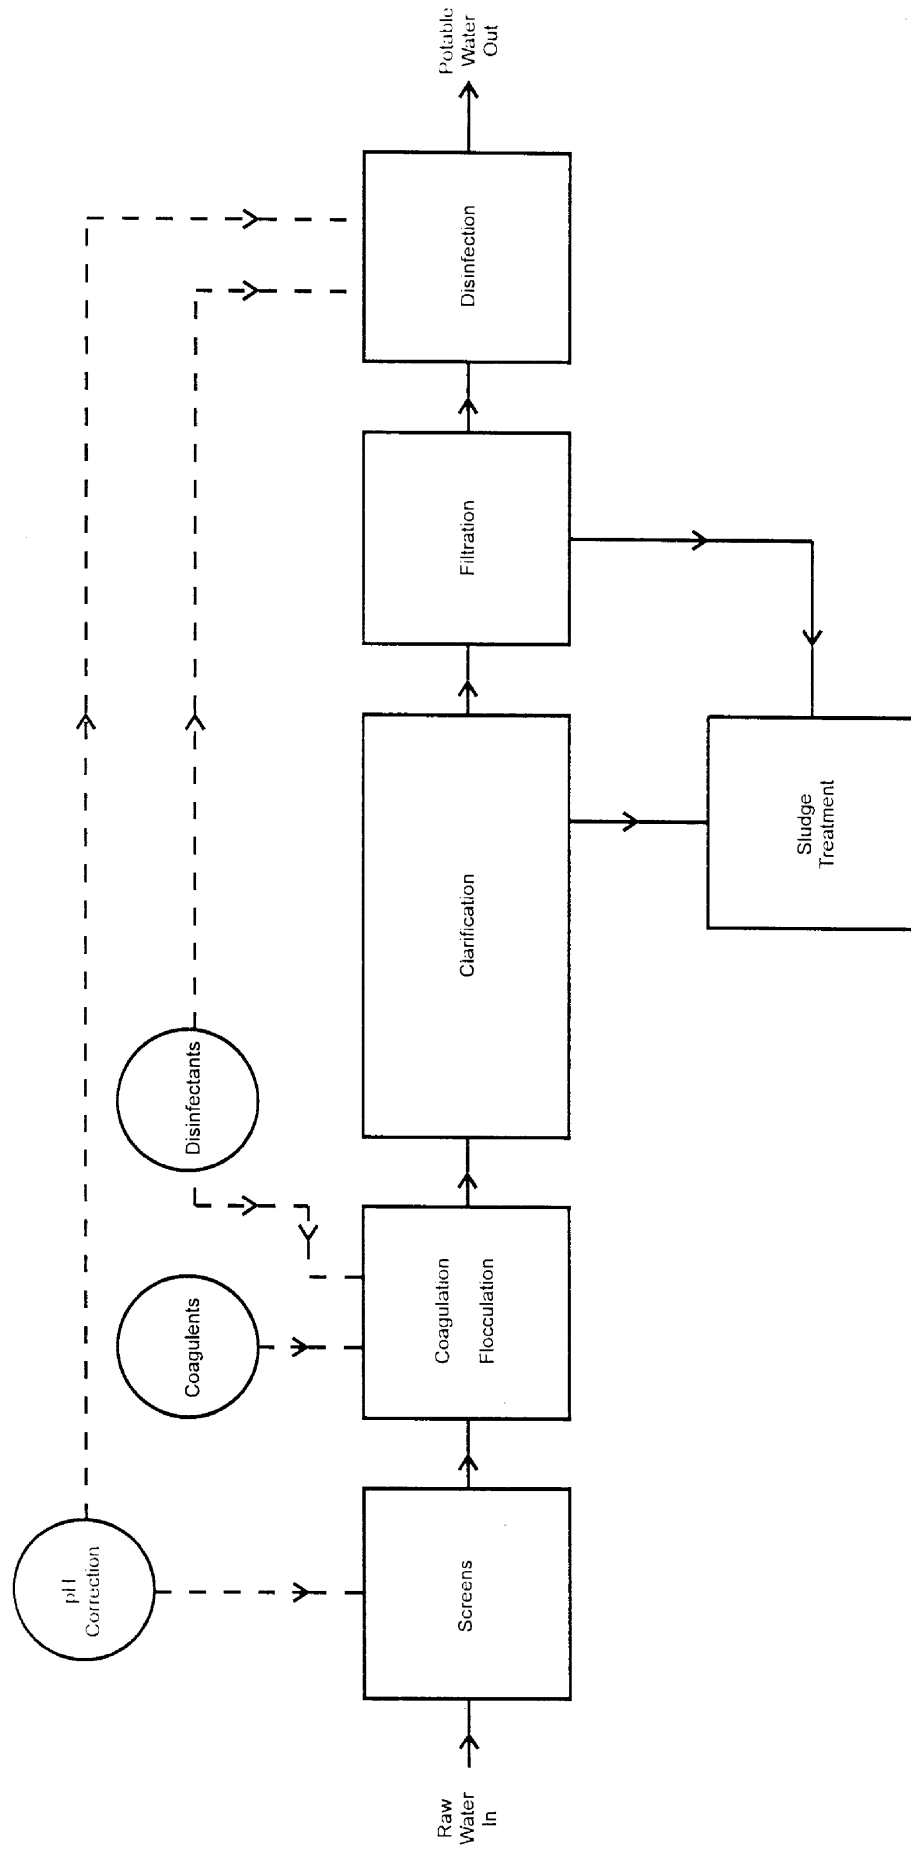 pH
Correction
Coagulents
Disinfectants
Raw
Water
In
Screens
Coagulation
Flocculation
Clarification
Filtration
Disinfection
Potable
Water
Out
Sludge
Treatment